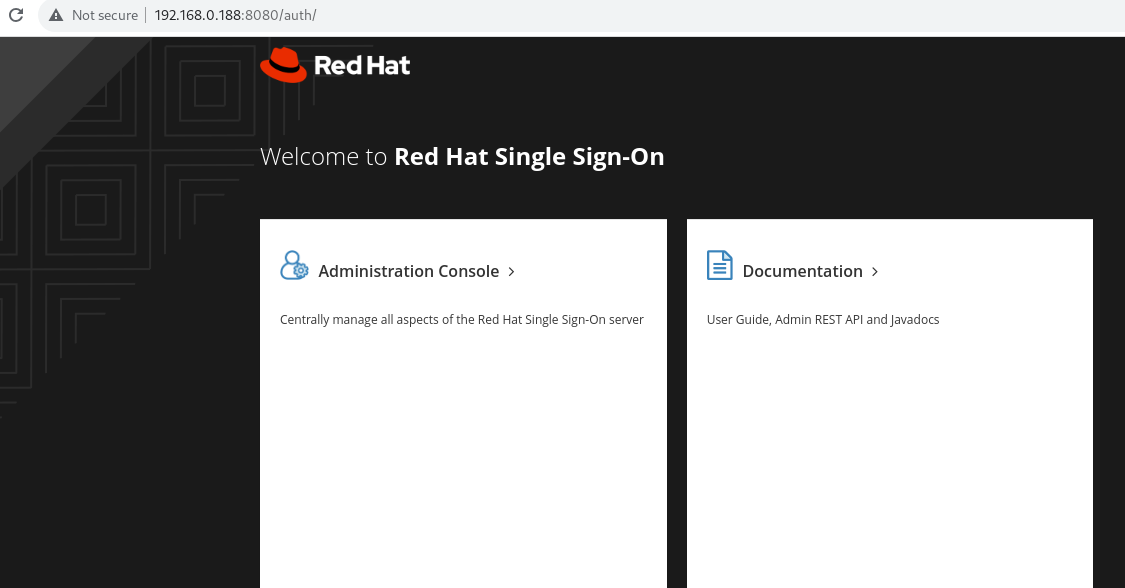 Not secure 192.168.0.188:8080/auth/
Red Hat
Welcome to Red Hat Single Sign-On
Administration Console
Centrally manage all aspects of the Red Hat Single Sign-On server
Documentation
User Guide, Admin REST API and Javadocs